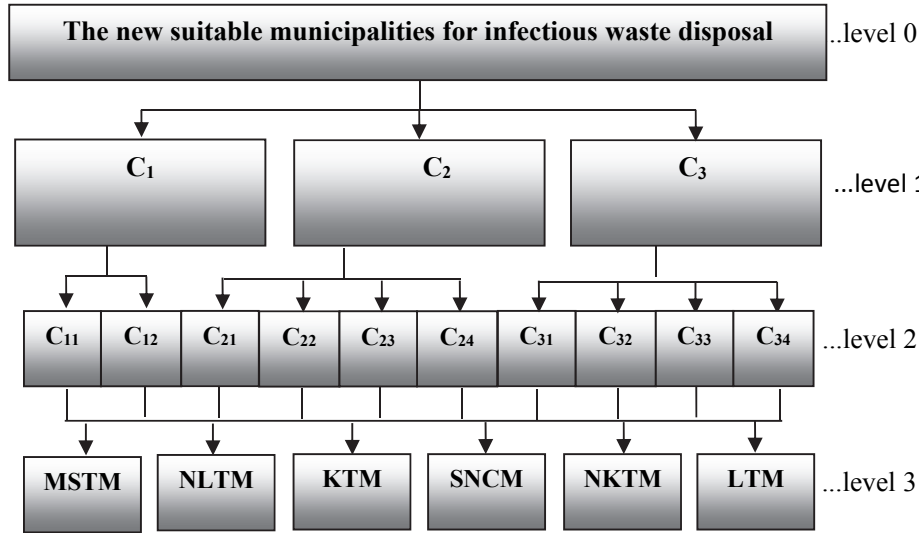 The new suitable municipalities for infectious waste disposal
..level 0
C₁ C₂ C₃
...level 1
C₁₁ C₁₂ C₂₁ C₂₂ C₂₃ C₂₄ C₃₁ C₃₂ C₃₃ C₃₄
...level 2
MSTM NLTM KTM SNCM NKTM LTM
...level 3